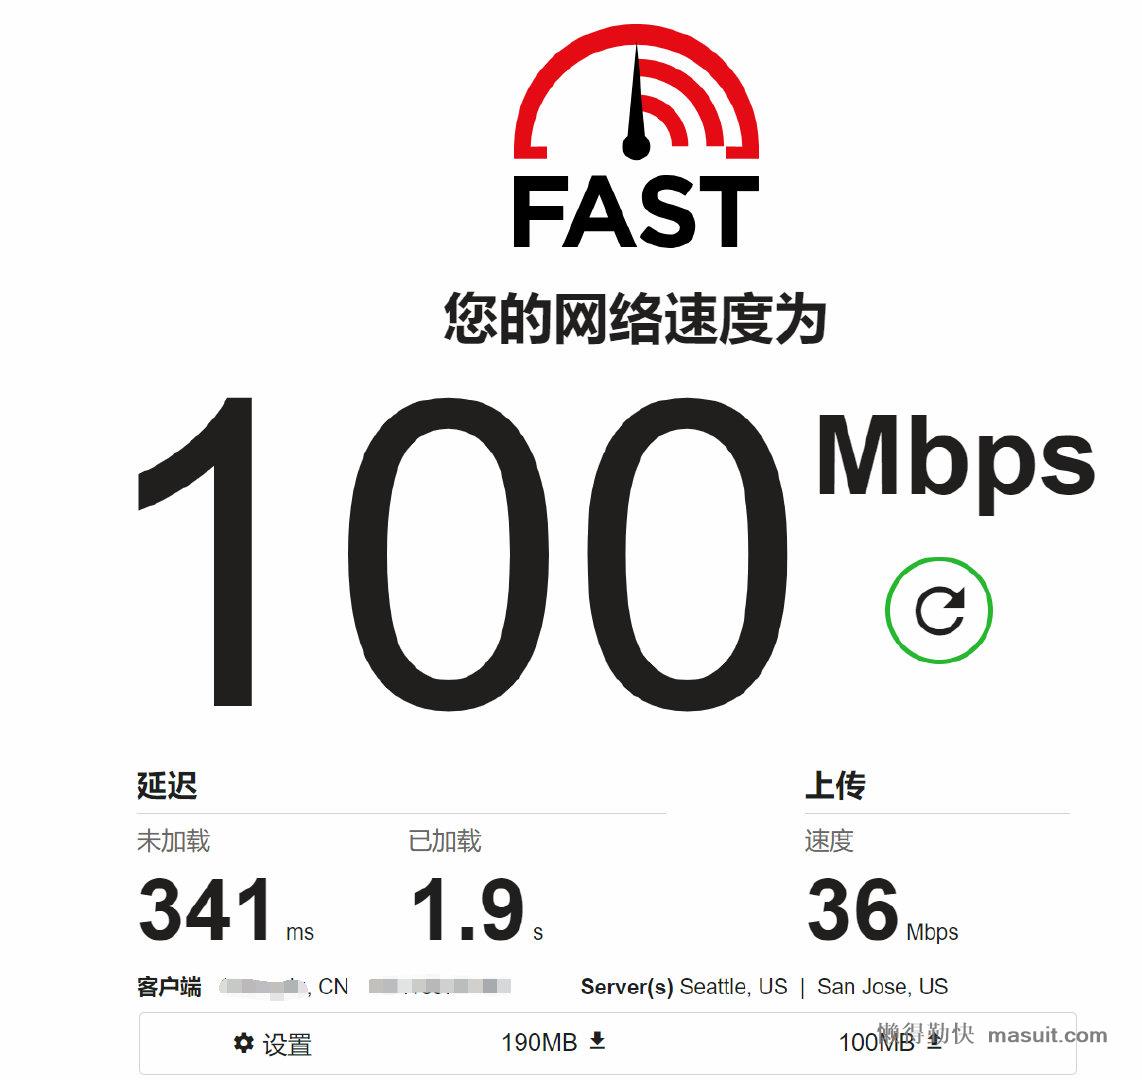 FAST
您的网络速度为
100 Mbps
延迟 上传
未加载 已加载 速度
341 ms 1.9 s 36 Mbps
客户端 , CN Server(s) Seattle, US | San Jose, US
设置 190MB 100MB
懒得勤快 masuit.com